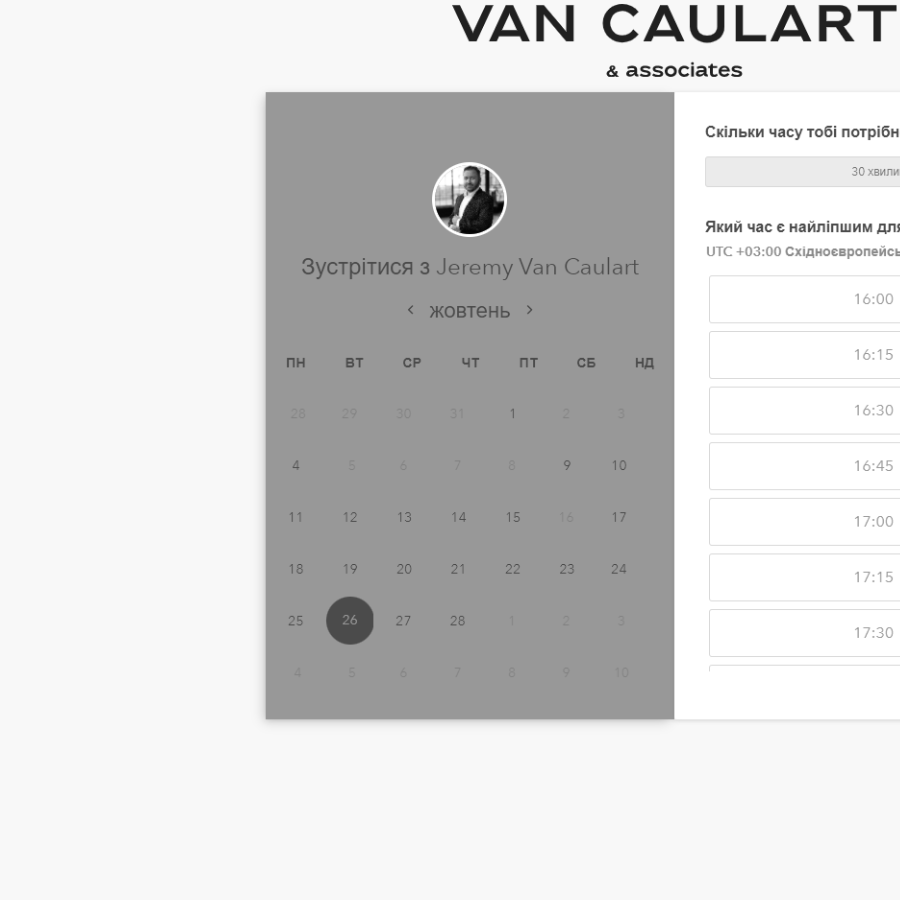 VAN CAULART
& associates
Зустрітися з Jeremy Van Caulart
жовтень
ПН ВТ СР ЧТ ПТ СБ НД
28 29 30 31 1 2 3
4 5 6 7 8 9 10
11 12 13 14 15 16 17
18 19 20 21 22 23 24
25 26 27 28 1 2 3
4 5 6 7 8 9 10
Скільки часу тобі потрібн
30 хвили
Який час є найліпшим для
UTC +03:00 Східноєвропейсь
16:00
16:15
16:30
16:45
17:00
17:15
17:30